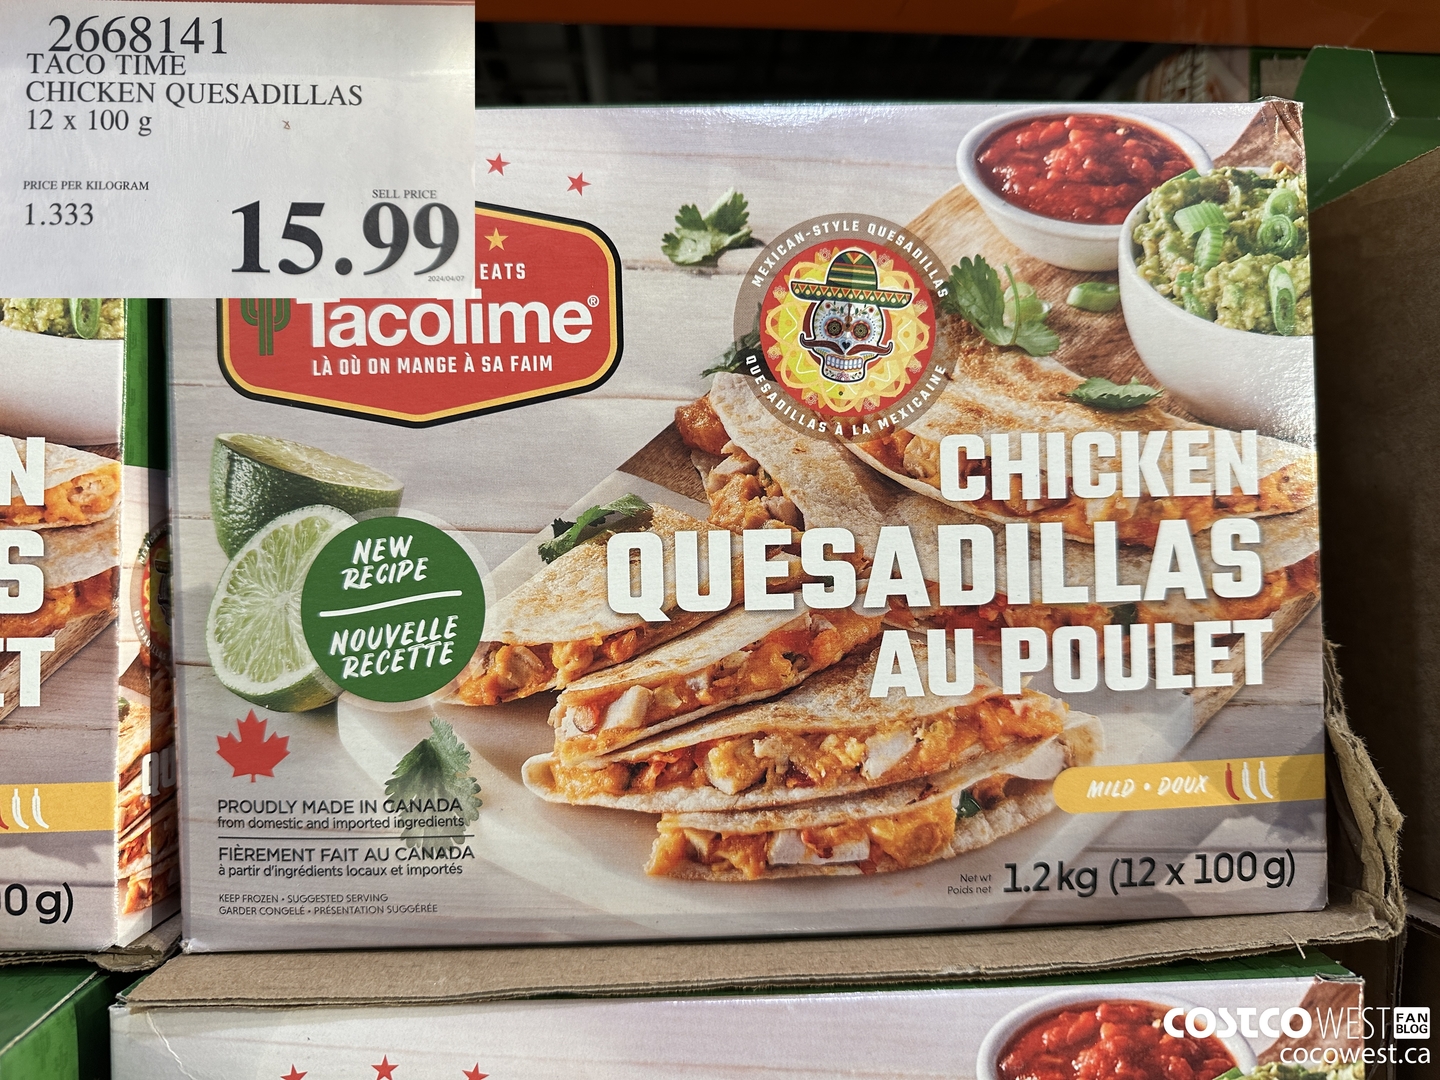 2668141
TACO TIME
CHICKEN QUESADILLAS
12 x 100 g
PRICE PER KILOGRAM
1.333
SELL PRICE
15.99
2024/04/07
EATS
TacoTime®
LÀ OÙ ON MANGE À SA FAIM
MEXICAN-STYLE QUESADILLAS
QUESADILLAS À LA MEXICAINE
CHICKEN
QUESADILLAS
AU POULET
NEW
RECIPE
NOUVELLE
RECETTE
MILD • DOUX
PROUDLY MADE IN CANADA
from domestic and imported ingredients
FIÈREMENT FAIT AU CANADA
à partir d'ingrédients locaux et importés
KEEP FROZEN • SUGGESTED SERVING
GARDER CONGELÉ • PRÉSENTATION SUGGÉRÉE
Net wt
Poids net
1.2 kg (12 x 100 g)
N
S
ET
00 g)
QU
COSTCO WEST FAN BLOG
cocowest.ca